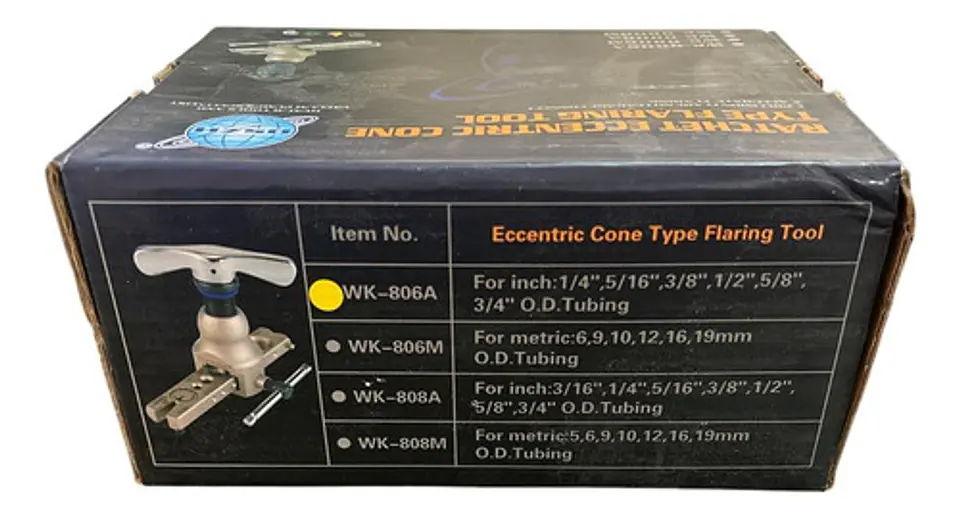 RATCHET ECCENTRIC CONE
TYPE FLARING TOOL
Item No.
Eccentric Cone Type Flaring Tool
WK-806A
For inch:1/4",5/16",3/8",1/2",5/8",
3/4" O.D.Tubing
WK-806M
For metric:6,9,10,12,16,19mm
O.D.Tubing
WK-808A
For inch:3/16",1/4",5/16",3/8",1/2",
5/8",3/4" O.D.Tubing
WK-808M
For metric:5,6,9,10,12,16,19mm
O.D.Tubing